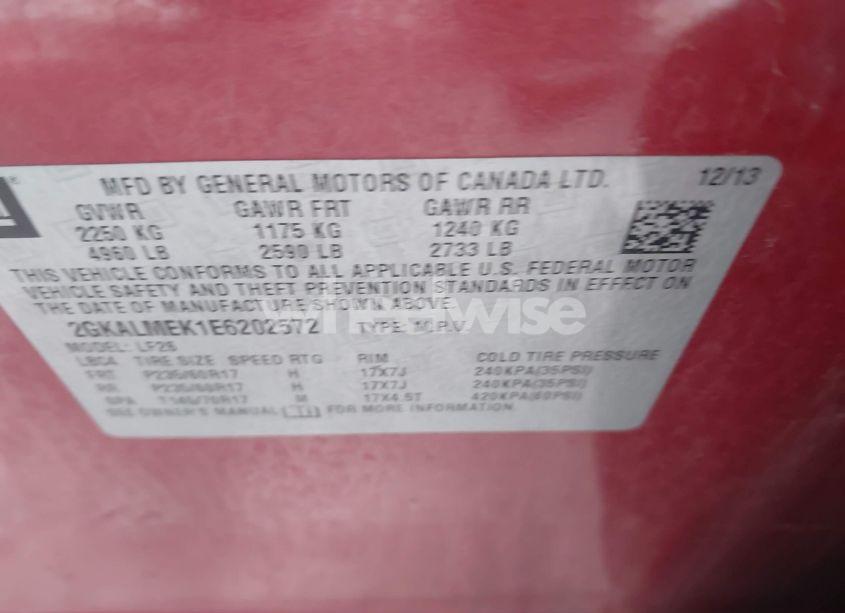 MFD BY GENERAL MOTORS OF CANADA LTD. 12/13
GVWR GAWR FRT GAWR RR
2250 KG 1175 KG 1240 KG
4960 LB 2590 LB 2733 LB
THIS VEHICLE CONFORMS TO ALL APPLICABLE U.S. FEDERAL MOTOR
VEHICLE SAFETY AND THEFT PREVENTION STANDARDS IN EFFECT ON
THE DATE OF MANUFACTURE SHOWN ABOVE.
2GKALMEK1E6202572 TYPE: M.P.V.
MODEL: LF26
TIRE SIZE SPEED RTG RIM COLD TIRE PRESSURE
FRT P235/60R17 H 17X7J 240KPA(35PSI)
RR P235/60R17 H 17X7J 240KPA(35PSI)
SPA T145/70R17 M 17X4.5T 420KPA(60PSI)
SEE OWNER'S MANUAL FOR MORE INFORMATION.